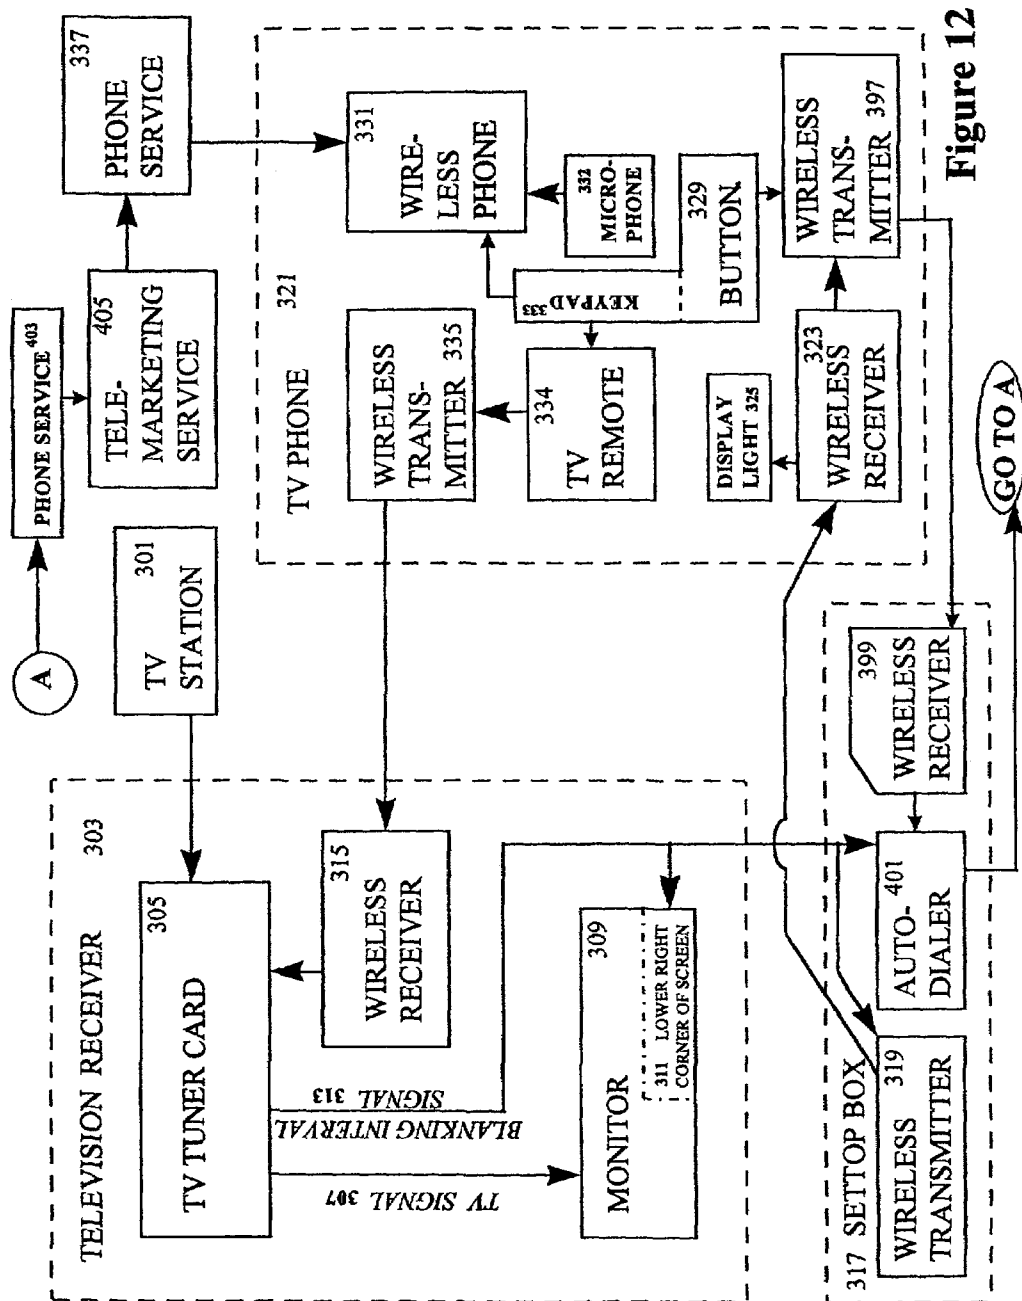 TELEVISION RECEIVER 303
TV TUNER CARD
305
TV SIGNAL 307
BLANKING INTERVAL
SIGNAL 313
WIRELESS
RECEIVER
315
MONITOR
309
311 LOWER RIGHT
CORNER OF SCREEN
317 SETTOP BOX
WIRELESS
TRANSMITTER
319
AUTO-
DIALER
401
WIRELESS
RECEIVER
399
A
PHONE SERVICE 403
TV
STATION
301
TELE-
MARKETING
SERVICE
405
PHONE
SERVICE
337
TV PHONE 321
WIRELESS
TRANS-
MITTER
335
WIRE-
LESS
PHONE
331
TV
REMOTE
334
KEYPAD 333
332
MICRO-
PHONE
BUTTON
329
DISPLAY
LIGHT 325
WIRELESS
RECEIVER
323
WIRELESS
TRANS-
MITTER 397
GO TO A
Figure 12